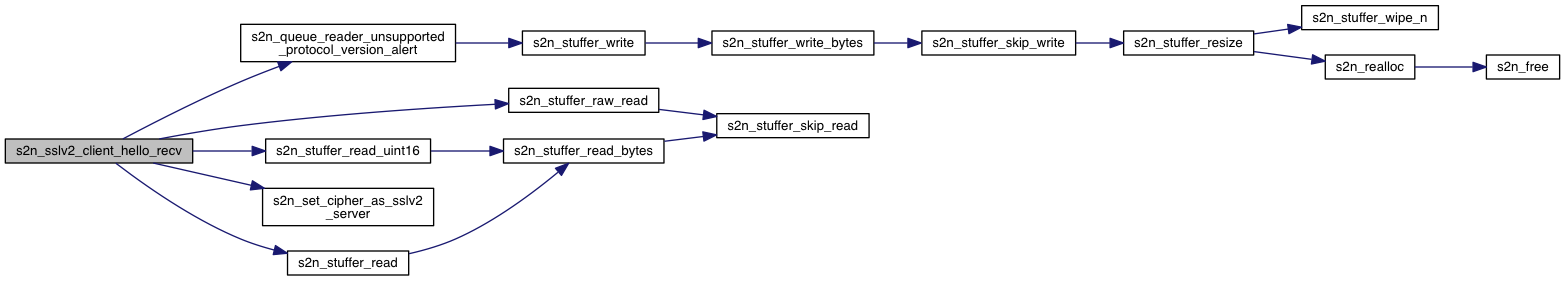 s2n_stuffer_wipe_n
s2n_queue_reader_unsupported
_protocol_version_alert
s2n_stuffer_write
s2n_stuffer_write_bytes
s2n_stuffer_skip_write
s2n_stuffer_resize
s2n_realloc
s2n_free
s2n_stuffer_raw_read
s2n_stuffer_skip_read
s2n_sslv2_client_hello_recv
s2n_stuffer_read_uint16
s2n_stuffer_read_bytes
s2n_set_cipher_as_sslv2
_server
s2n_stuffer_read